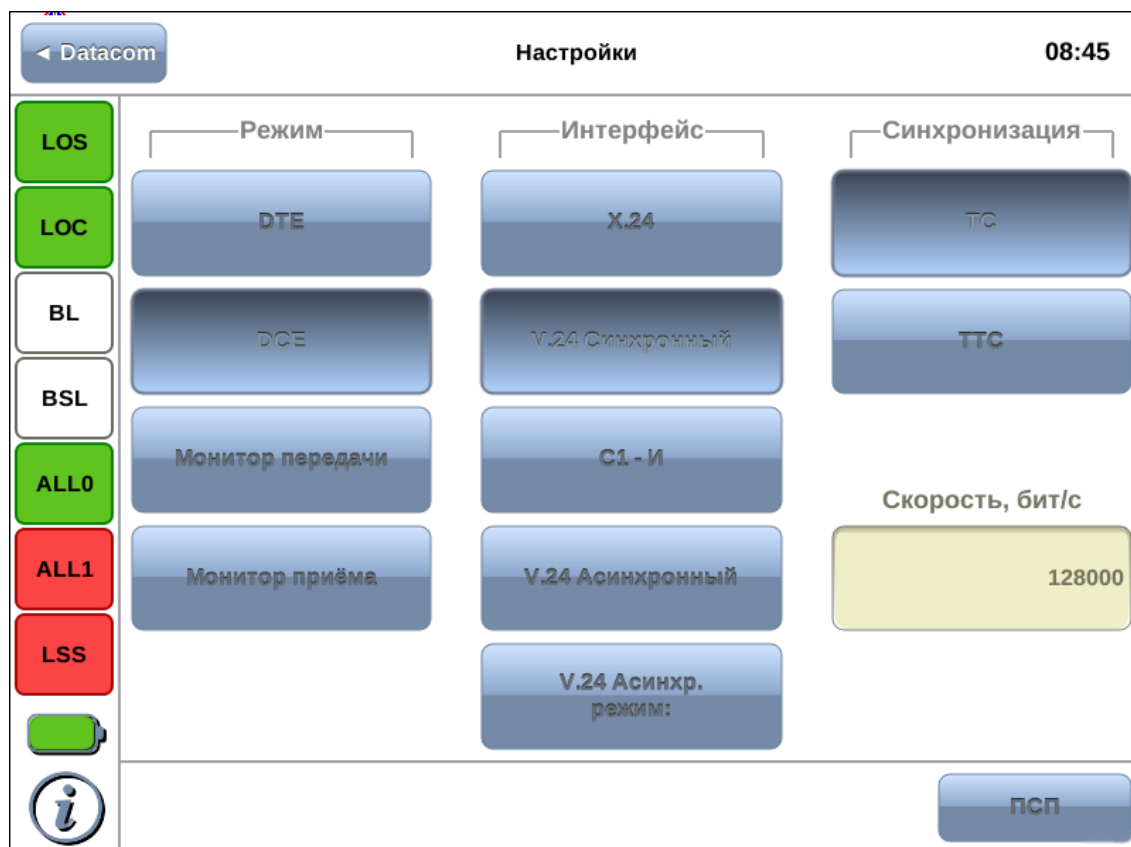 ◄ Datacom
Настройки
08:45
LOS
LOC
BL
BSL
ALL0
ALL1
LSS
Режим
DTE
DCE
Монитор передачи
Монитор приёма
Интерфейс
X.24
V.24 Синхронный
С1 - И
V.24 Асинхронный
V.24 Асинхр.
режим:
Синхронизация
TC
TTC
Скорость, бит/с
128000
ПСП